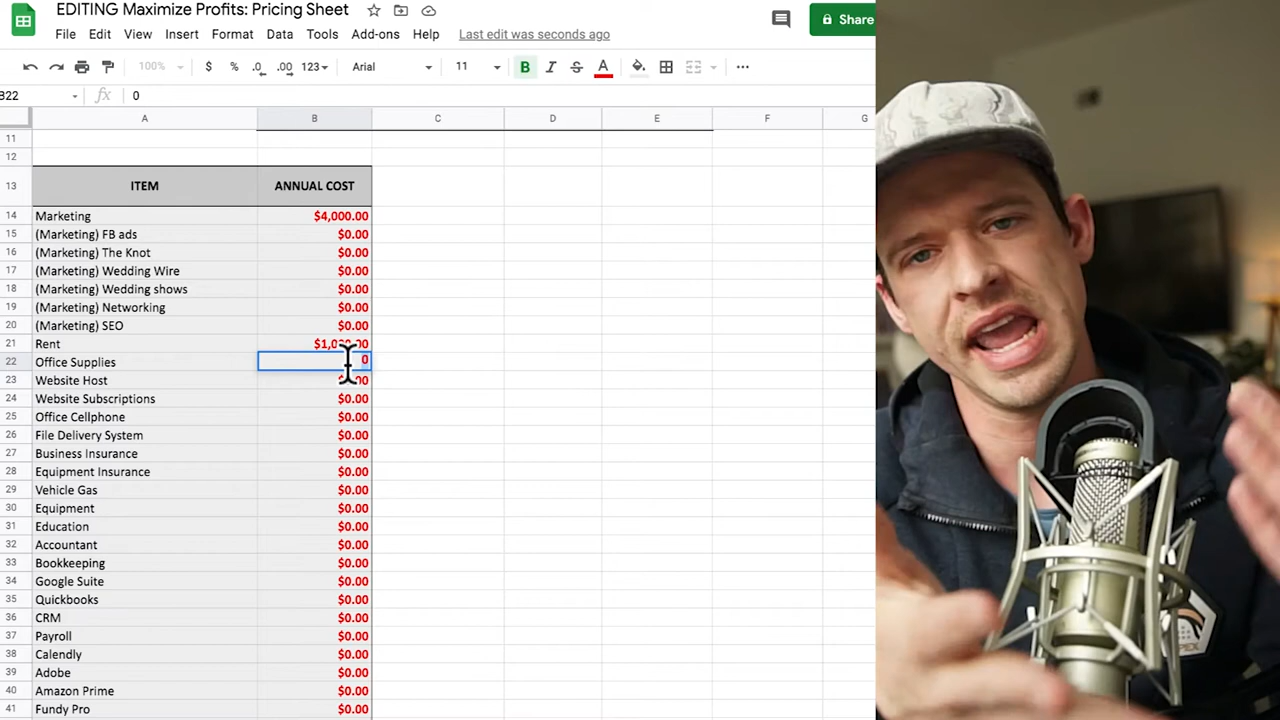 EDITING Maximize Profits: Pricing Sheet
File Edit View Insert Format Data Tools Add-ons Help Last edit was seconds ago
Share
100% $ % .0 .00 123 Arial 11 B I S A
B22 fx 0
A B C D E F G
11
12
13 ITEM ANNUAL COST
14 Marketing $4,000.00
15 (Marketing) FB ads $0.00
16 (Marketing) The Knot $0.00
17 (Marketing) Wedding Wire $0.00
18 (Marketing) Wedding shows $0.00
19 (Marketing) Networking $0.00
20 (Marketing) SEO $0.00
21 Rent
22 Office Supplies 0
23 Website Host
24 Website Subscriptions $0.00
25 Office Cellphone $0.00
26 File Delivery System $0.00
27 Business Insurance $0.00
28 Equipment Insurance $0.00
29 Vehicle Gas $0.00
30 Equipment $0.00
31 Education $0.00
32 Accountant $0.00
33 Bookkeeping $0.00
34 Google Suite $0.00
35 Quickbooks $0.00
36 CRM $0.00
37 Payroll $0.00
38 Calendly $0.00
39 Adobe $0.00
40 Amazon Prime $0.00
41 Fundy Pro $0.00